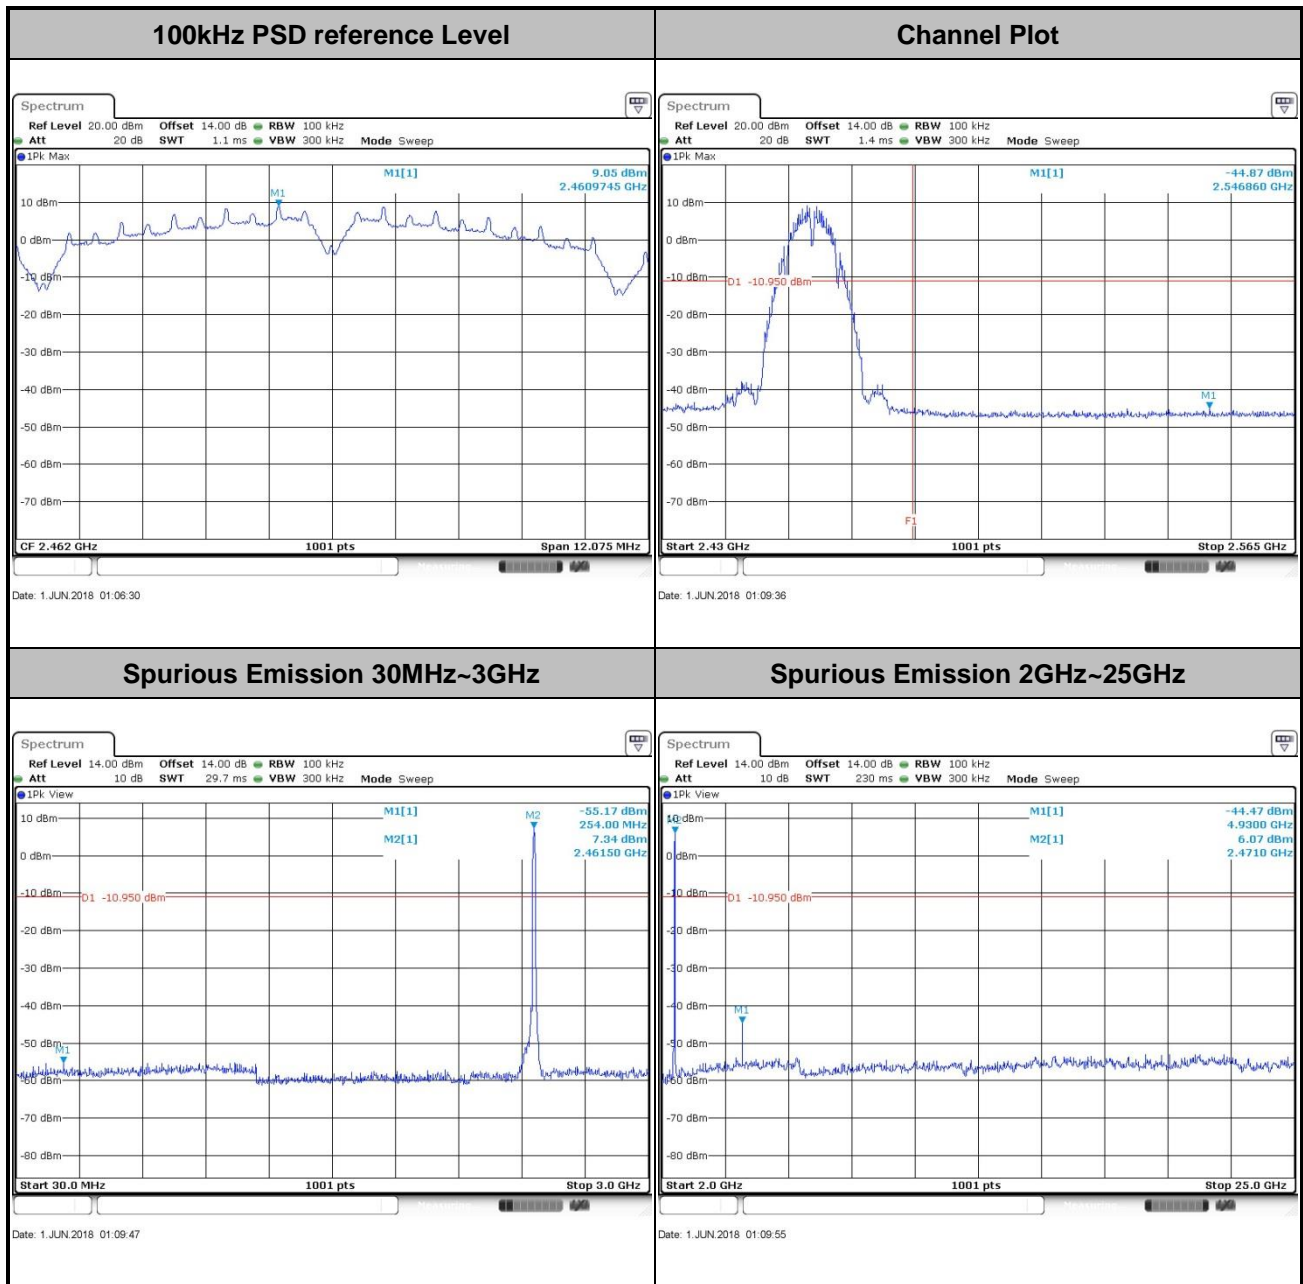 100kHz PSD reference Level
Channel Plot
Spectrum
Ref Level 20.00 dBm Offset 14.00 dB RBW 100 kHz
Att 20 dB SWT 1.1 ms VBW 300 kHz Mode Sweep
1Pk Max
M1[1] 9.05 dBm
2.4609745 GHz
M1
10 dBm
0 dBm
-10 dBm
-20 dBm
-30 dBm
-40 dBm
-50 dBm
-60 dBm
-70 dBm
CF 2.462 GHz 1001 pts Span 12.075 MHz
Date: 1.JUN.2018 01:06:30
Spectrum
Ref Level 20.00 dBm Offset 14.00 dB RBW 100 kHz
Att 20 dB SWT 1.4 ms VBW 300 kHz Mode Sweep
1Pk Max
M1[1] -44.87 dBm
2.546860 GHz
10 dBm
0 dBm
-10 dBm
D1 -10.950 dBm
-20 dBm
-30 dBm
-40 dBm
M1
-50 dBm
-60 dBm
-70 dBm
F1
Start 2.43 GHz 1001 pts Stop 2.565 GHz
Date: 1.JUN.2018 01:09:36
Spurious Emission 30MHz~3GHz
Spurious Emission 2GHz~25GHz
Spectrum
Ref Level 14.00 dBm Offset 14.00 dB RBW 100 kHz
Att 10 dB SWT 29.7 ms VBW 300 kHz Mode Sweep
1Pk View
M1[1] -55.17 dBm
254.00 MHz
M2[1] 7.34 dBm
2.46150 GHz
M2
10 dBm
0 dBm
-10 dBm
D1 -10.950 dBm
-20 dBm
-30 dBm
-40 dBm
-50 dBm
M1
-60 dBm
-70 dBm
-80 dBm
Start 30.0 MHz 1001 pts Stop 3.0 GHz
Date: 1.JUN.2018 01:09:47
Spectrum
Ref Level 14.00 dBm Offset 14.00 dB RBW 100 kHz
Att 10 dB SWT 230 ms VBW 300 kHz Mode Sweep
1Pk View
M1[1] -44.47 dBm
4.9300 GHz
M2[1] 6.07 dBm
2.4710 GHz
10 dBm
0 dBm
-10 dBm
D1 -10.950 dBm
-20 dBm
-30 dBm
-40 dBm
M1
-50 dBm
-60 dBm
-70 dBm
-80 dBm
Start 2.0 GHz 1001 pts Stop 25.0 GHz
Date: 1.JUN.2018 01:09:55